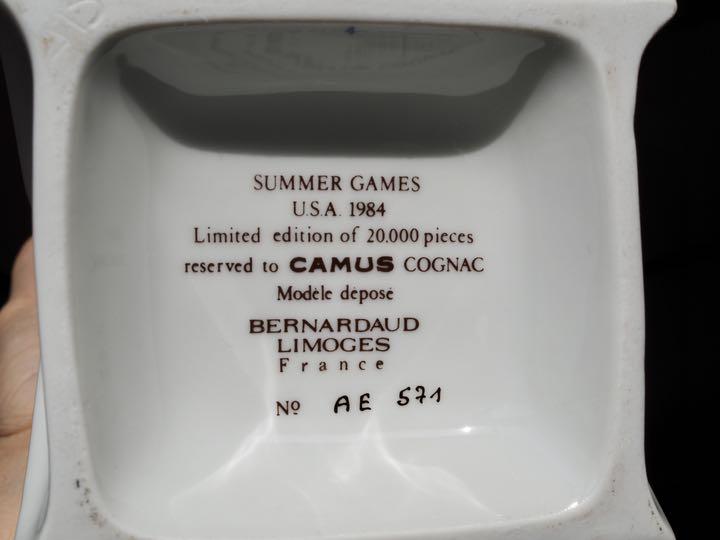 SUMMER GAMES
U.S.A. 1984
Limited edition of 20.000 pieces
reserved to CAMUS COGNAC
Modèle déposé
BERNARDAUD
LIMOGES
France
Nº AE 571